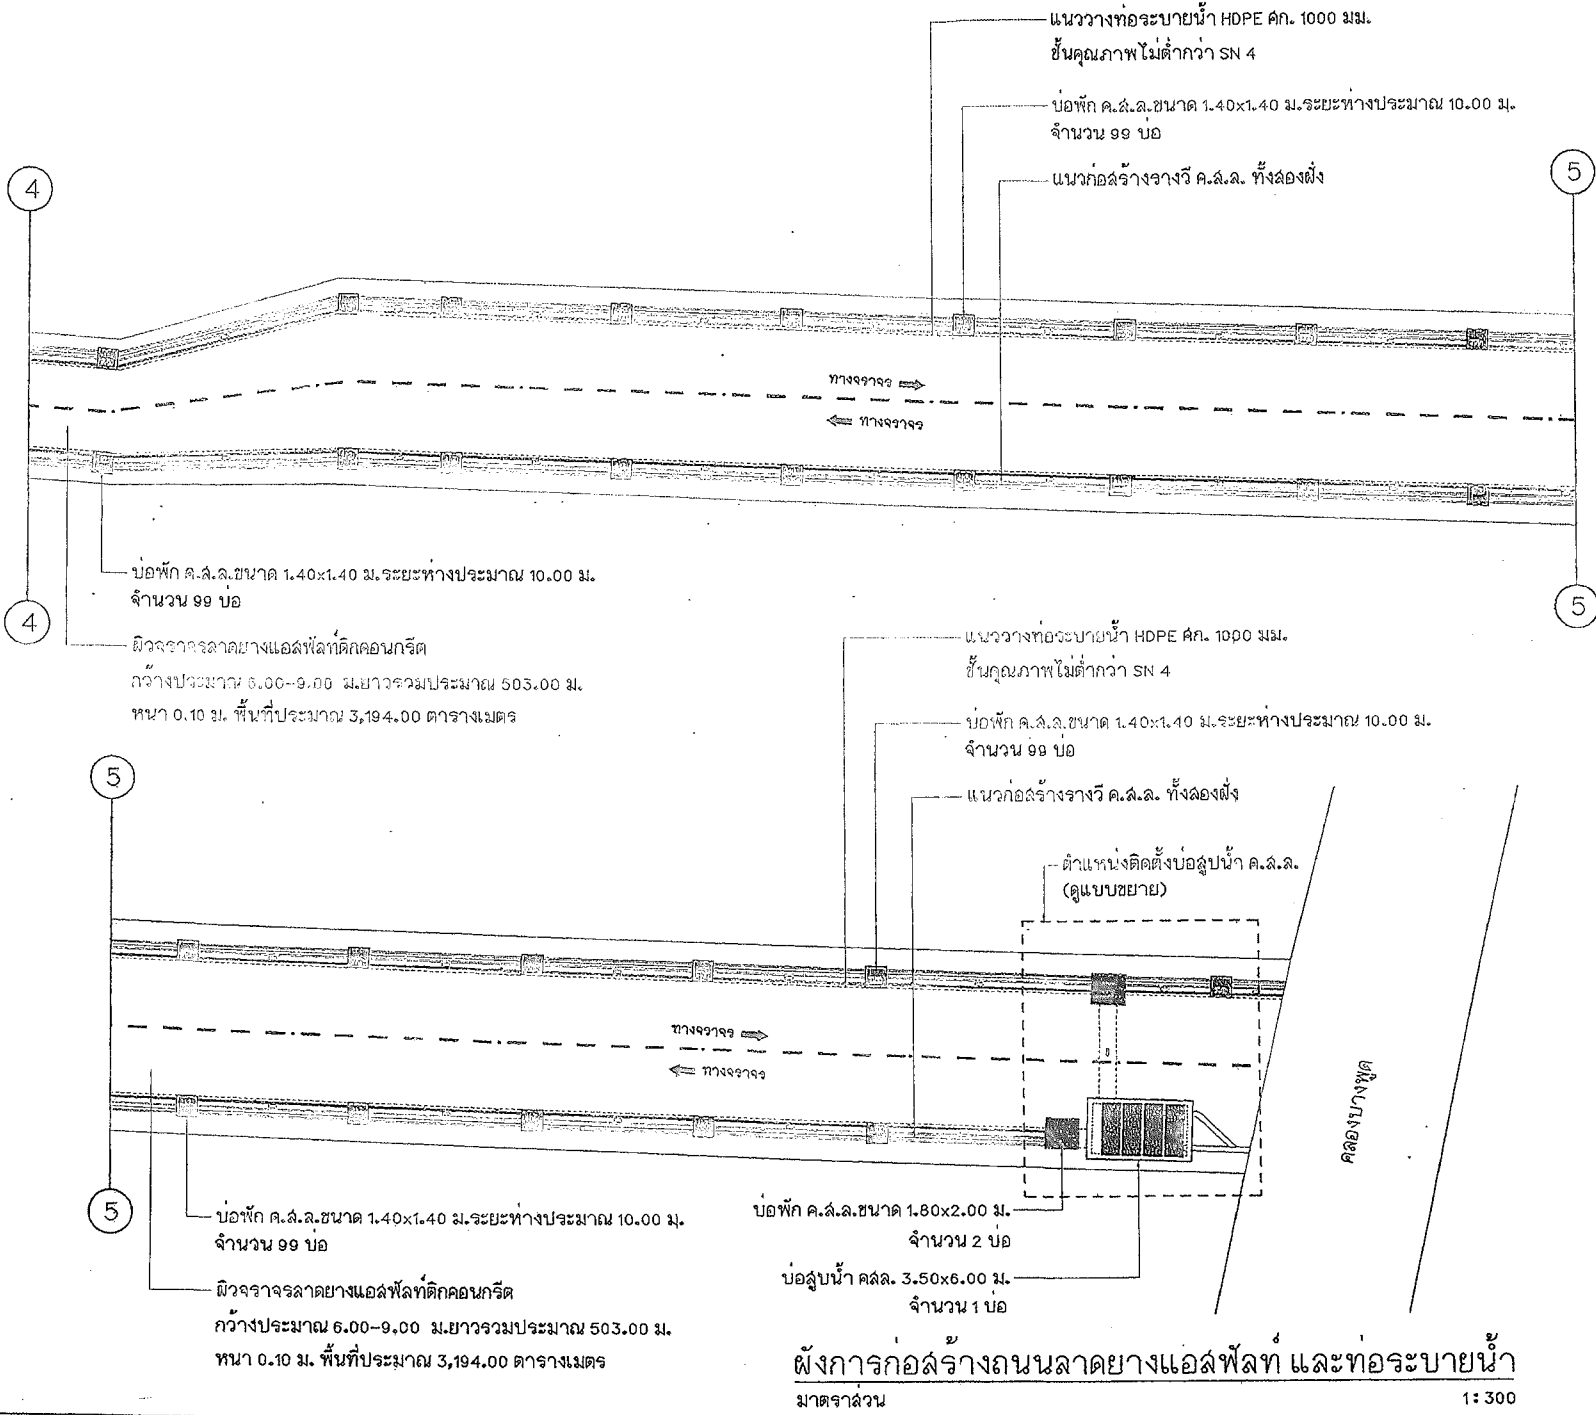 แนววางท่อระบายน้ำ HDPE ศก. 1000 มม.
ชั้นคุณภาพไม่ต่ำกว่า SN 4
บ่อพัก ค.ส.ล.ขนาด 1.40x1.40 ม.ระยะห่างประมาณ 10.00 ม.
จำนวน 99 บ่อ
แนวก่อสร้างรางวี ค.ส.ล. ทั้งสองฝั่ง
4
5
ทางจราจร ⇒
⇐ ทางจราจร
บ่อพัก ค.ส.ล.ขนาด 1.40x1.40 ม.ระยะห่างประมาณ 10.00 ม.
จำนวน 99 บ่อ
4
5
ผิวจราจรลาดยางแอสฟัลท์ติกคอนกรีต
กว้างประมาณ 6.00-9.00 ม.ยาวรวมประมาณ 503.00 ม.
หนา 0.10 ม. พื้นที่ประมาณ 3,194.00 ตารางเมตร
แนววางท่อระบายน้ำ HDPE ศก. 1000 มม.
ชั้นคุณภาพไม่ต่ำกว่า SN 4
บ่อพัก ค.ส.ล.ขนาด 1.40x1.40 ม.ระยะห่างประมาณ 10.00 ม.
จำนวน 99 บ่อ
5
แนวก่อสร้างรางวี ค.ส.ล. ทั้งสองฝั่ง
ตำแหน่งติดตั้งบ่อสูปน้ำ ค.ส.ล.
(ดูแบบขยาย)
ทางจราจร ⇒
⇐ ทางจราจร
คลองบางพูด
5
บ่อพัก ค.ส.ล.ขนาด 1.40x1.40 ม.ระยะห่างประมาณ 10.00 ม.
จำนวน 99 บ่อ
บ่อพัก ค.ส.ล.ขนาด 1.80x2.00 ม.
จำนวน 2 บ่อ
บ่อสูบน้ำ คสล. 3.50x6.00 ม.
จำนวน 1 บ่อ
ผิวจราจรลาดยางแอสฟัลท์ติกคอนกรีต
กว้างประมาณ 6.00-9.00 ม.ยาวรวมประมาณ 503.00 ม.
หนา 0.10 ม. พื้นที่ประมาณ 3,194.00 ตารางเมตร
ผังการก่อสร้างถนนลาดยางแอสฟัลท์ และท่อระบายน้ำ
มาตราส่วน 1:300